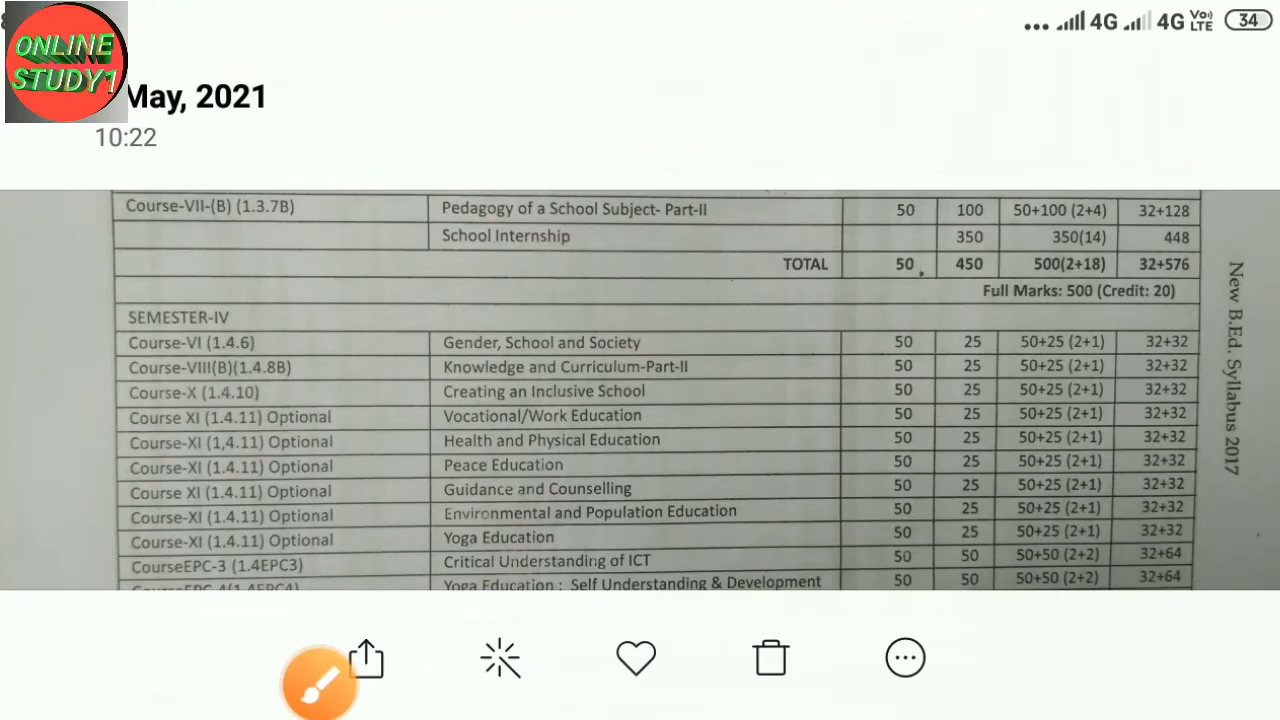 4G 4G Vo) LTE 34
ONLINE
STUDY1
May, 2021
10:22
Course-VII-(B) (1.3.7B) Pedagogy of a School Subject- Part-II 50 100 50+100 (2+4) 32+128
School Internship 350 350(14) 448
TOTAL 50 450 500(2+18) 32+576
Full Marks: 500 (Credit: 20)
SEMESTER-IV
Course-VI (1.4.6) Gender, School and Society 50 25 50+25 (2+1) 32+32
Course-VIII(B)(1.4.8B) Knowledge and Curriculum-Part-II 50 25 50+25 (2+1) 32+32
Course-X (1.4.10) Creating an Inclusive School 50 25 50+25 (2+1) 32+32
Course XI (1.4.11) Optional Vocational/Work Education 50 25 50+25 (2+1) 32+32
Course-XI (1,4.11) Optional Health and Physical Education 50 25 50+25 (2+1) 32+32
Course-XI (1.4.11) Optional Peace Education 50 25 50+25 (2+1) 32+32
Course XI (1.4.11) Optional Guidance and Counselling 50 25 50+25 (2+1) 32+32
Course-XI (1.4.11) Optional Environmental and Population Education 50 25 50+25 (2+1) 32+32
Course-XI (1.4.11) Optional Yoga Education 50 25 50+25 (2+1) 32+32
CourseEPC-3 (1.4EPC3) Critical Understanding of ICT 50 50 50+50 (2+2) 32+64
CourseEPC-4(1.4EPC4) Yoga Education : Self Understanding & Development 50 50 50+50 (2+2) 32+64
New B.Ed. Syllabus 2017